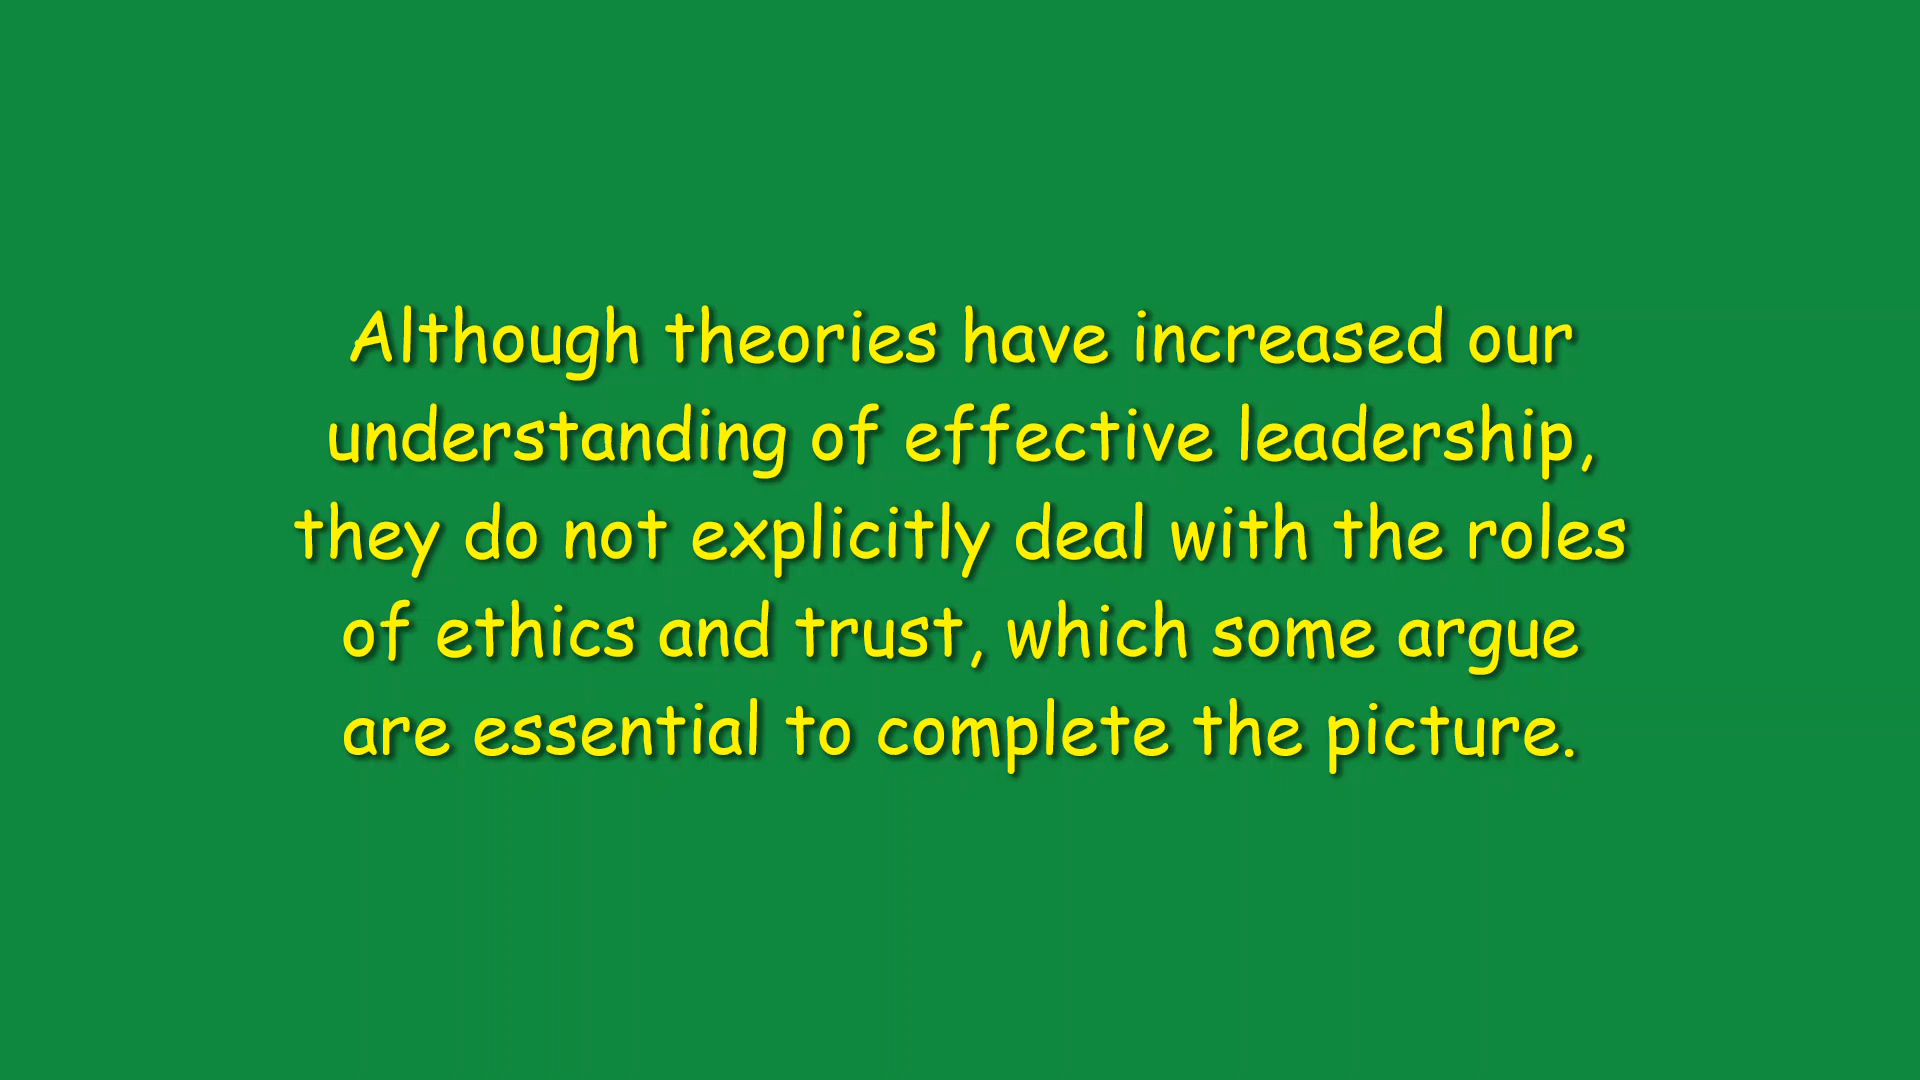 Although theories have increased our
understanding of effective leadership,
they do not explicitly deal with the roles
of ethics and trust, which some argue
are essential to complete the picture.